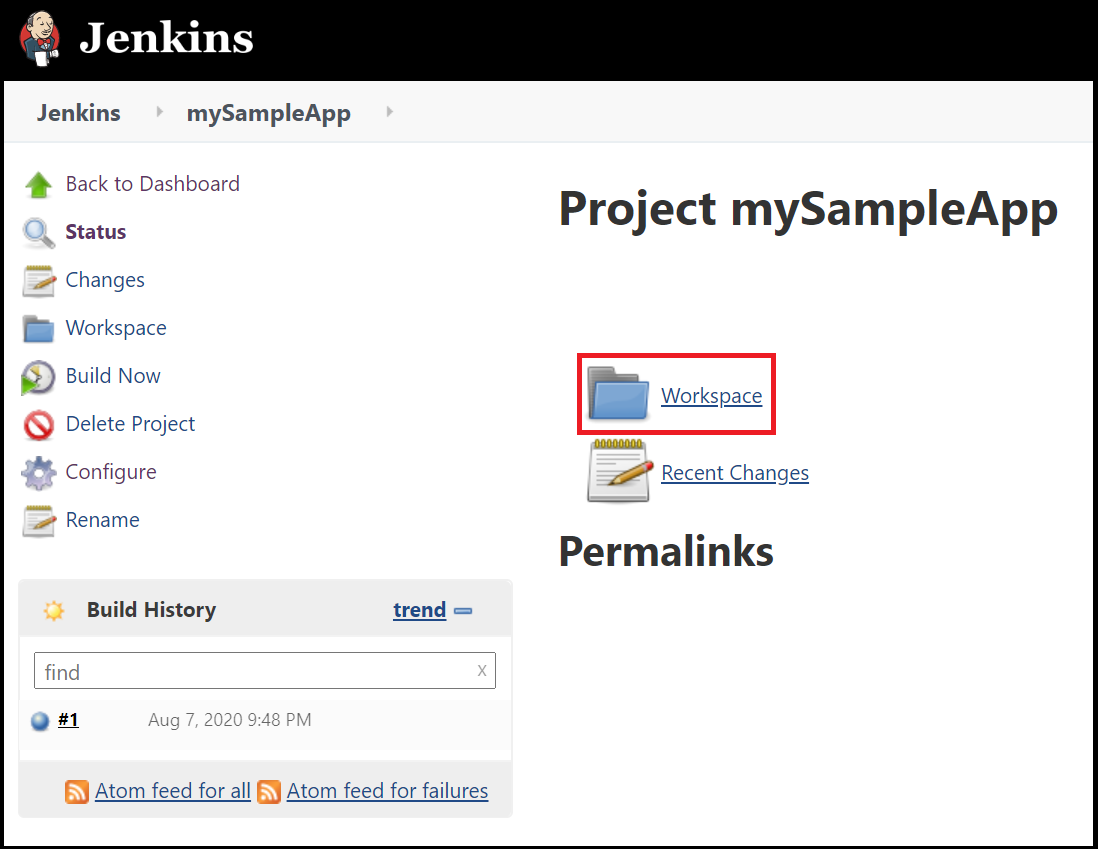 Jenkins
Jenkins mySampleApp
Back to Dashboard
Status
Changes
Workspace
Build Now
Delete Project
Configure
Rename
Build History trend
find x
#1 Aug 7, 2020 9:48 PM
Atom feed for all Atom feed for failures
Project mySampleApp
Workspace
Recent Changes
Permalinks